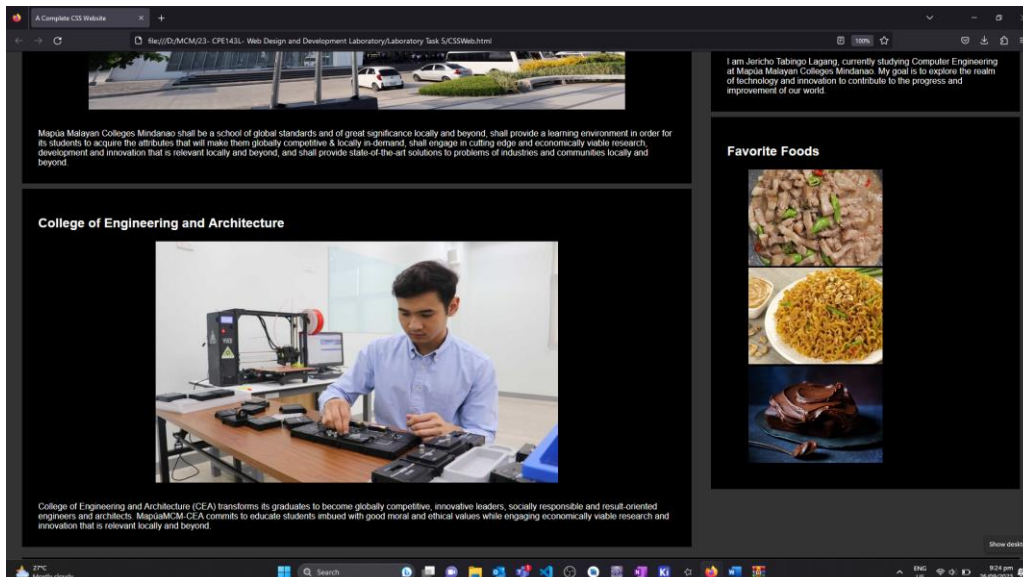 A Complete CSS Website
file:///D:/MCM/23- CPE143L- Web Design and Development Laboratory/Laboratory Task 5/CSSWeb.html
100%
Mapúa Malayan Colleges Mindanao shall be a school of global standards and of great significance locally and beyond, shall provide a learning environment in order for
its students to acquire the attributes that will make them globally competitive & locally in-demand, shall engage in cutting edge and economically viable research,
development and innovation that is relevant locally and beyond, and shall provide state-of-the-art solutions to problems of industries and communities locally and
beyond.
College of Engineering and Architecture
College of Engineering and Architecture (CEA) transforms its graduates to become globally competitive, innovative leaders, socially responsible and result-oriented
engineers and architects. MapúaMCM-CEA commits to educate students imbued with good moral and ethical values while engaging economically viable research and
innovation that is relevant locally and beyond.
I am Jericho Tabingo Lagang, currently studying Computer Engineering
at Mapúa Malayan Colleges Mindanao. My goal is to explore the realm
of technology and innovation to contribute to the progress and
improvement of our world.
Favorite Foods
Show deskt
27°C
Mostly cloudy
Search
ENG
US
9:24 pm